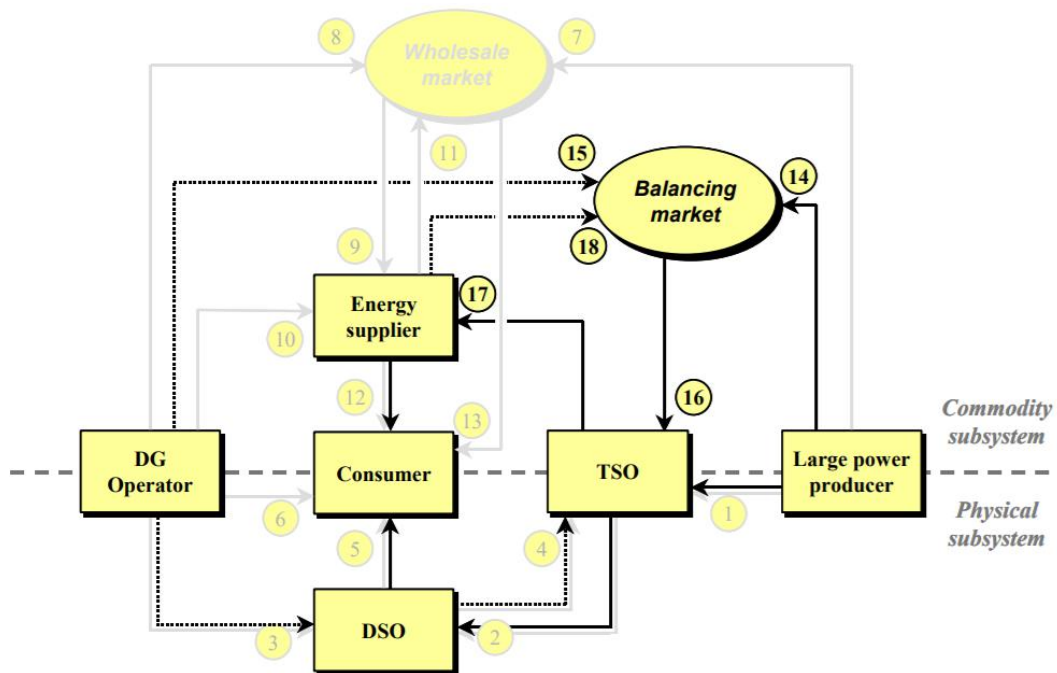 8
Wholesale
market
7
11
15
Balancing
market
14
18
9
Energy
supplier
17
10
12
16
13
Commodity
subsystem
DG
Operator
Consumer
TSO
Large power
producer
6
5
4
1
Physical
subsystem
3
DSO
2